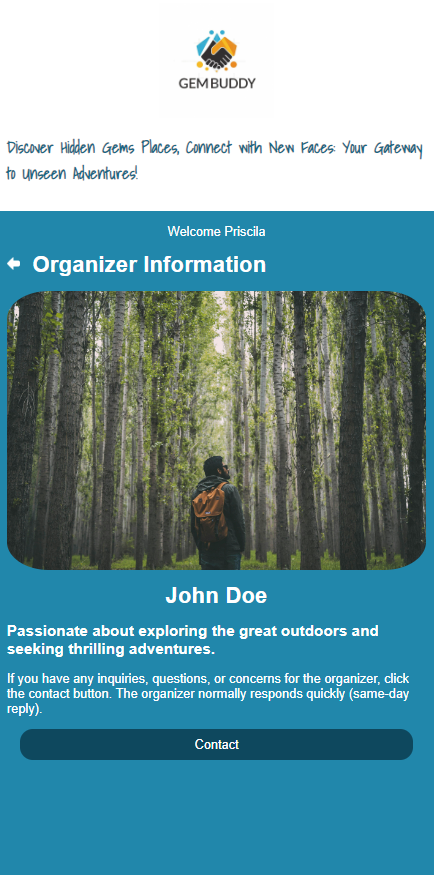 GEM BUDDY
Discover Hidden Gems Places, Connect with New Faces: Your Gateway
to Unseen Adventures!
Welcome Priscila
Organizer Information
John Doe
Passionate about exploring the great outdoors and
seeking thrilling adventures.
If you have any inquiries, questions, or concerns for the organizer, click
the contact button. The organizer normally responds quickly (same-day
reply).
Contact